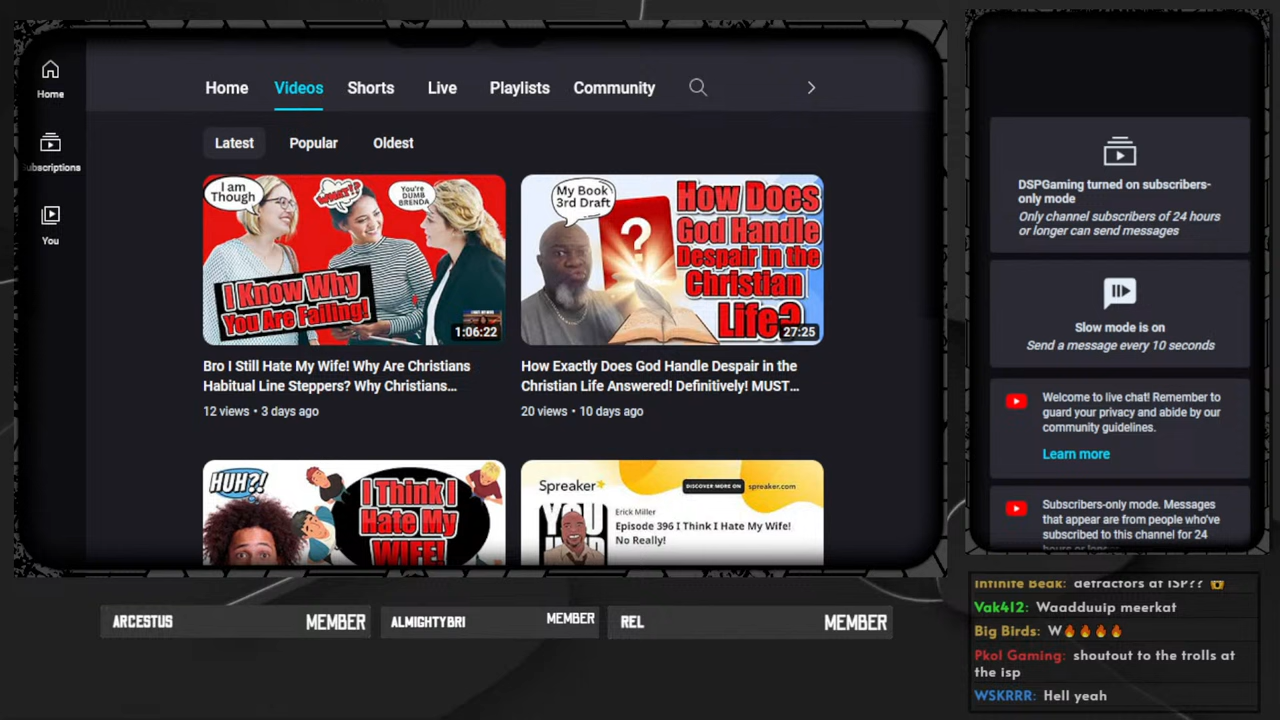 Home
Videos
Shorts
Live
Playlists
Community
Home
ubscriptions
You
Latest
Popular
Oldest
I am
Though
WHAT!?
YOU'RE
DUMB
BRENDA
I Know Why
You Are Falling!
1:06:22
Bro I Still Hate My Wife! Why Are Christians
Habitual Line Steppers? Why Christians...
12 views • 3 days ago
My Book
3rd Draft
How Does
God Handle
Despair in the
Christian
Life?
27:25
How Exactly Does God Handle Despair in the
Christian Life Answered! Definitively! MUST...
20 views • 10 days ago
HUH?!
I Think I
Hate My
WIFE!
Spreaker
DISCOVER MORE ON
spreaker.com
Erick Miller
Episode 396 I Think I Hate My Wife!
No Really!
YOU
DSPGaming turned on subscribers-
only mode
Only channel subscribers of 24 hours
or longer can send messages
Slow mode is on
Send a message every 10 seconds
Welcome to live chat! Remember to
guard your privacy and abide by our
community guidelines.
Learn more
Subscribers-only mode. Messages
that appear are from people who've
subscribed to this channel for 24
hours or longer
ARCESTUS MEMBER
ALMIGHTYBRI MEMBER
REL MEMBER
Infinite Beak: detractors at ISP??
Vak412: Waadduuip meerkat
Big Birds: W🔥🔥🔥🔥
Pkol Gaming: shoutout to the trolls at
the isp
WSKRRR: Hell yeah